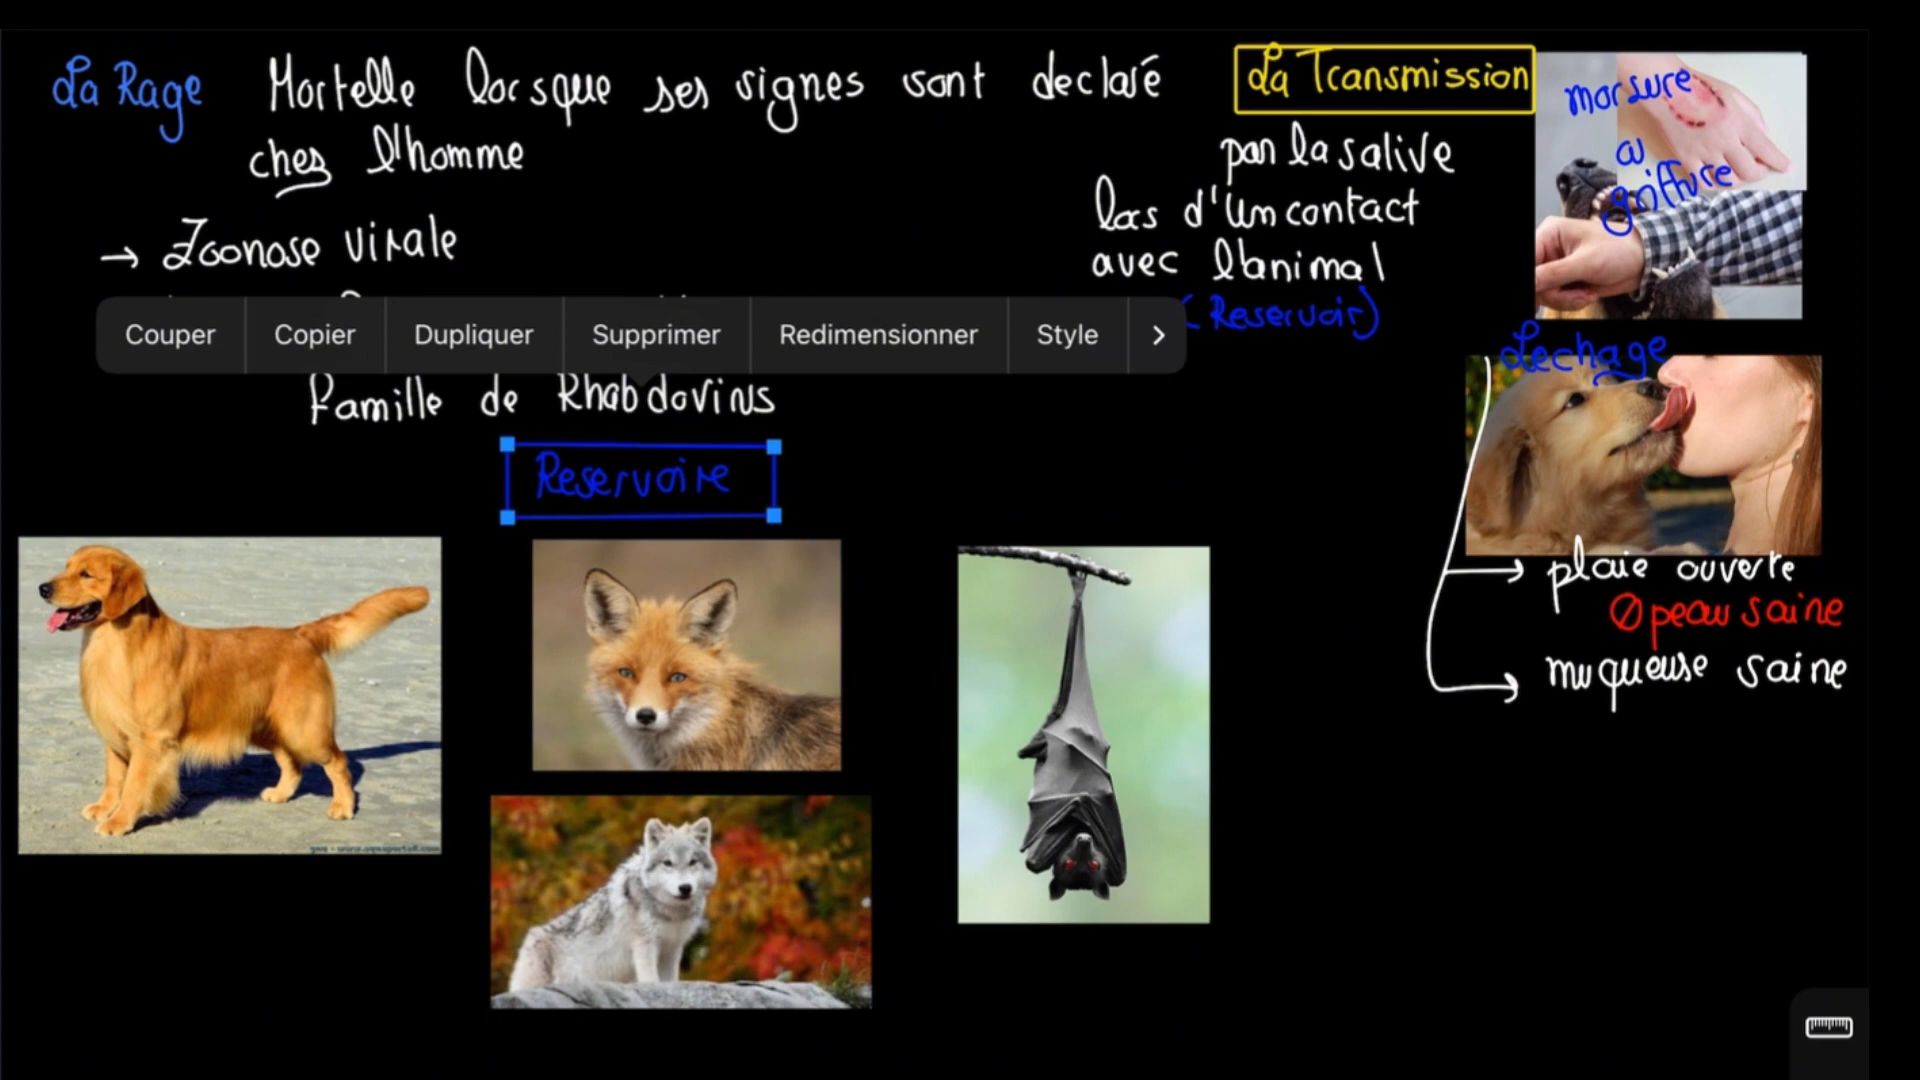 La Rage Mortelle lorsque ses signes sont declaré
chez l'homme
→ Zoonose virale
Couper Copier Dupliquer Supprimer Redimensionner Style
famille de Rhabdovirus
Reservoire
La Transmission
par la salive
lors d'un contact
avec l'animal
(Reservoir)
morsure
ou
griffure
Lechage
→ plaie ouverte
Ø peau saine
→ muqueuse saine